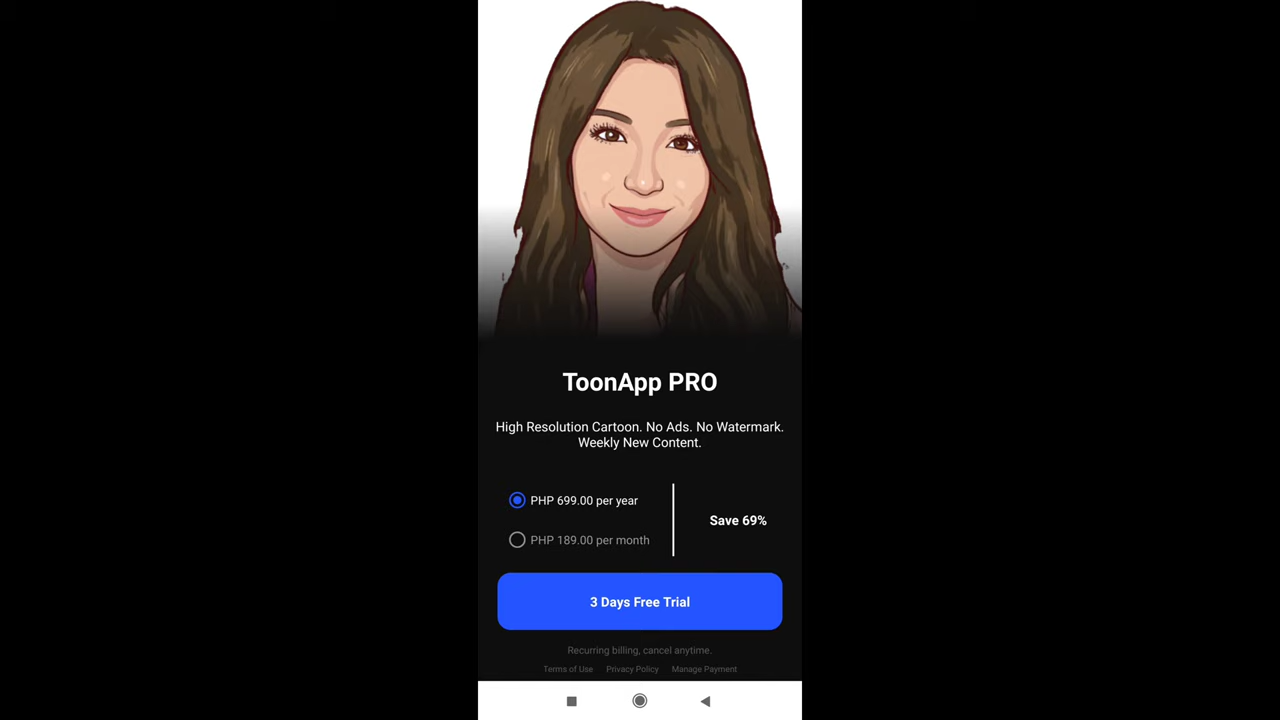 ToonApp PRO
High Resolution Cartoon. No Ads. No Watermark.
Weekly New Content.
PHP 699.00 per year
Save 69%
PHP 189.00 per month
3 Days Free Trial
Recurring billing, cancel anytime.
Terms of Use Privacy Policy Manage Payment